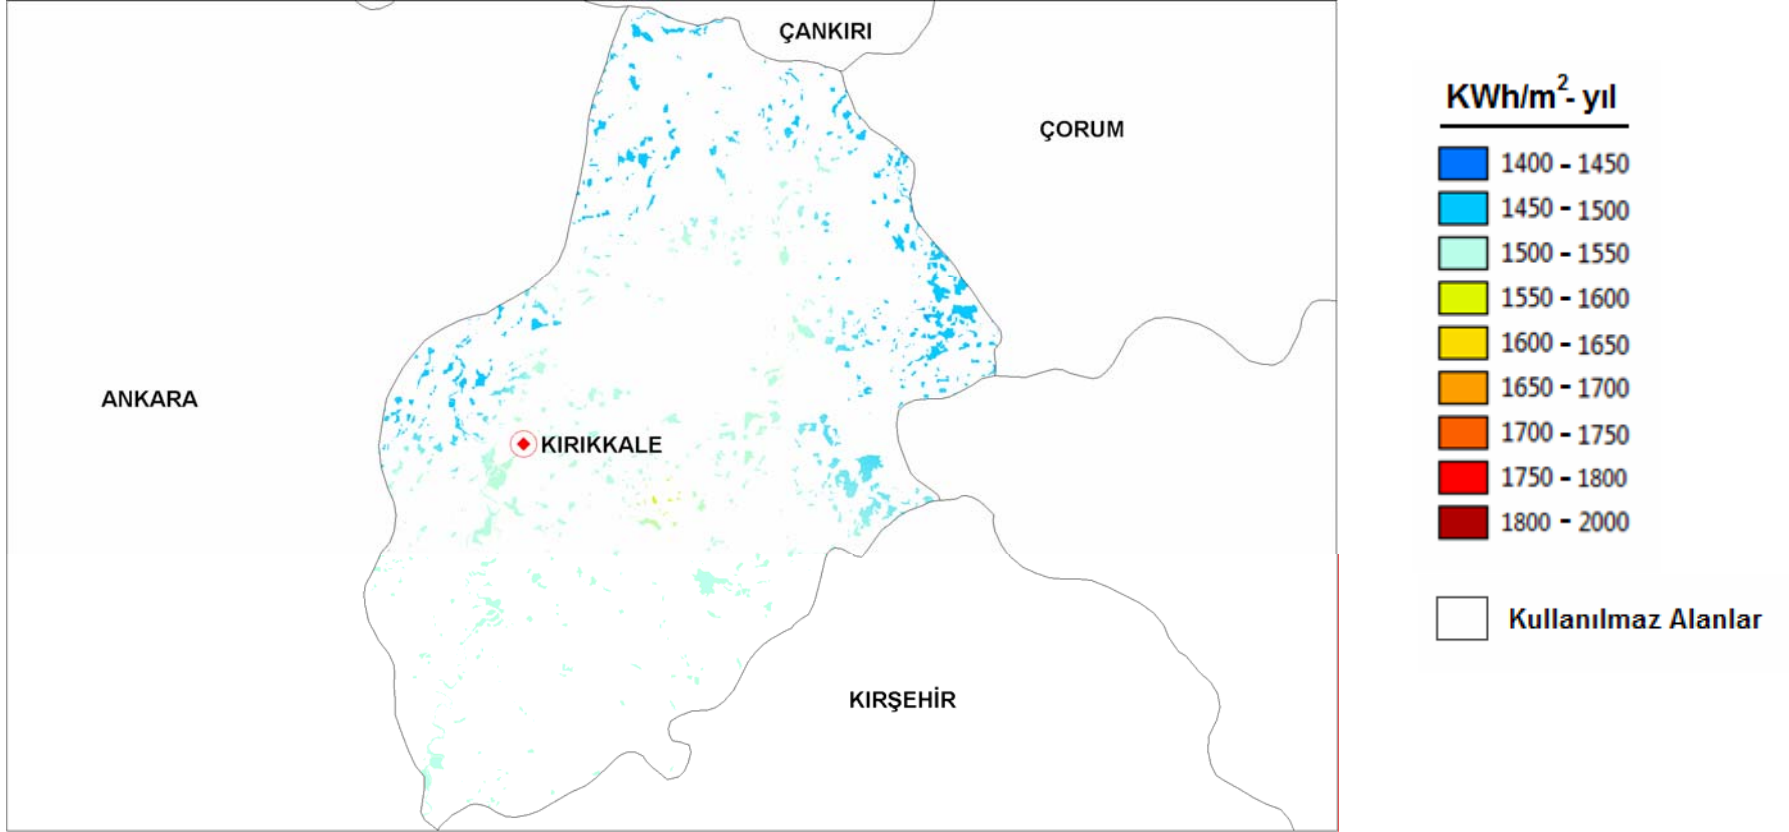 ÇANKIRI
ÇORUM
ANKARA
KIRIKKALE
KIRŞEHİR
KWh/m²- yıl
1400 - 1450
1450 - 1500
1500 - 1550
1550 - 1600
1600 - 1650
1650 - 1700
1700 - 1750
1750 - 1800
1800 - 2000
Kullanılmaz Alanlar